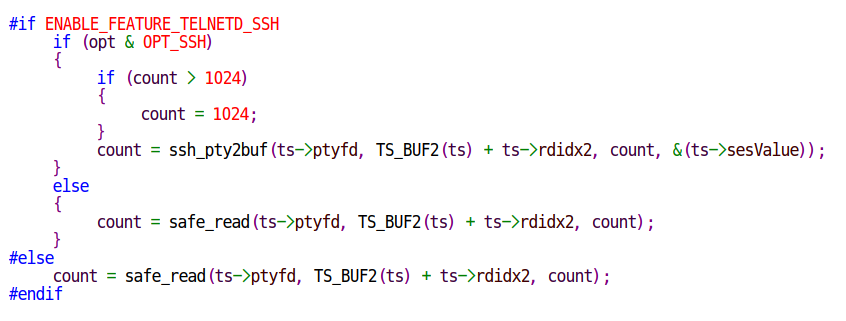 #if ENABLE_FEATURE_TELNETD_SSH
    if (opt & OPT_SSH)
    {
        if (count > 1024)
        {
            count = 1024;
        }
        count = ssh_pty2buf(ts->ptyfd, TS_BUF2(ts) + ts->rdidx2, count, &(ts->sesValue));
    }
    else
    {
        count = safe_read(ts->ptyfd, TS_BUF2(ts) + ts->rdidx2, count);
    }
#else
    count = safe_read(ts->ptyfd, TS_BUF2(ts) + ts->rdidx2, count);
#endif